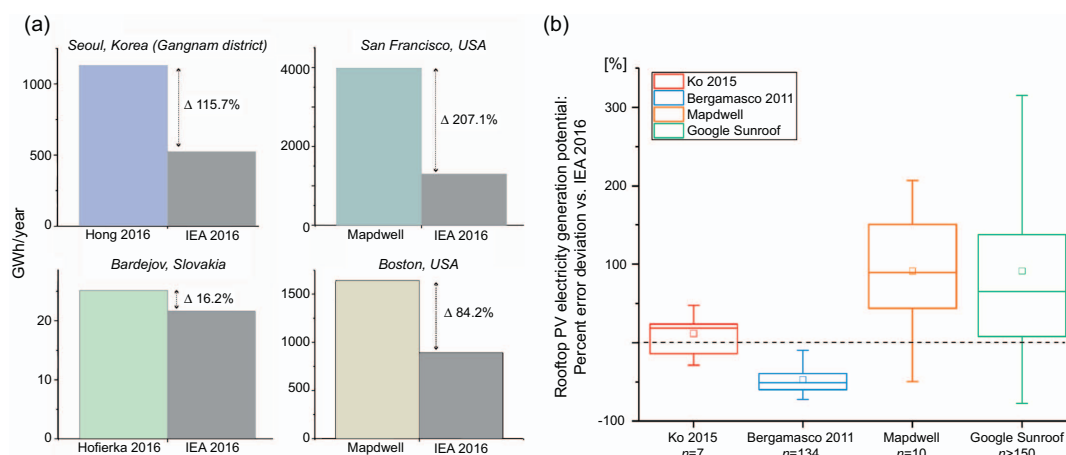 (a)
Seoul, Korea (Gangnam district)
1000
500
0
Δ 115.7%
Hong 2016
IEA 2016
San Francisco, USA
4000
3000
2000
1000
0
Δ 207.1%
Mapdwell
IEA 2016
GWh/year
Bardejov, Slovakia
20
10
0
Δ 16.2%
Hofierka 2016
IEA 2016
Boston, USA
1500
1000
500
0
Δ 84.2%
Mapdwell
IEA 2016
(b)
[%]
Ko 2015
Bergamasco 2011
Mapdwell
Google Sunroof
Rooftop PV electricity generation potential:
Percent error deviation vs. IEA 2016
300
200
100
-100
Ko 2015
n=7
Bergamasco 2011
n=134
Mapdwell
n=10
Google Sunroof
n>150